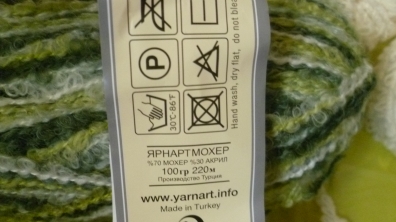 P
30°C-86°F
Hand wash, dry flat, do not blea
ЯРНАРТМОХЕР
%70 МОХЕР %30 АКРИЛ
100гр 220м
Производство Турция
www.yarnart.info
Made in Turkey